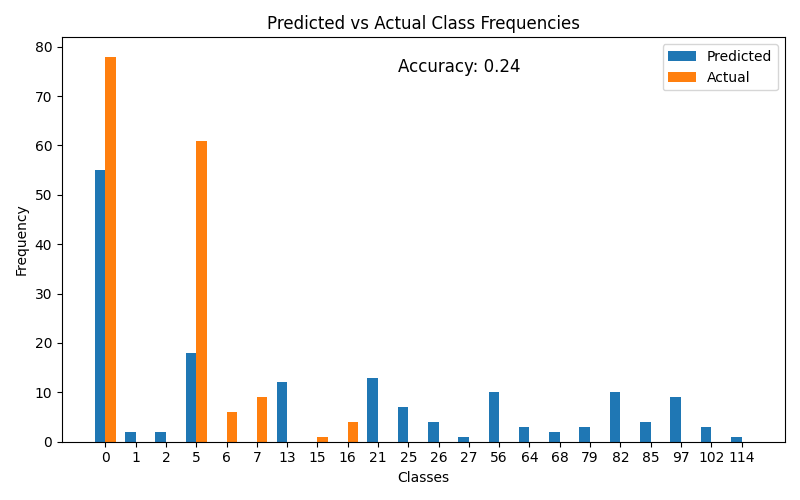 Predicted vs Actual Class Frequencies
Accuracy: 0.24
Predicted
Actual
Frequency
80
70
60
50
40
30
20
10
0
0 1 2 5 6 7 13 15 16 21 25 26 27 56 64 68 79 82 85 97 102 114
Classes